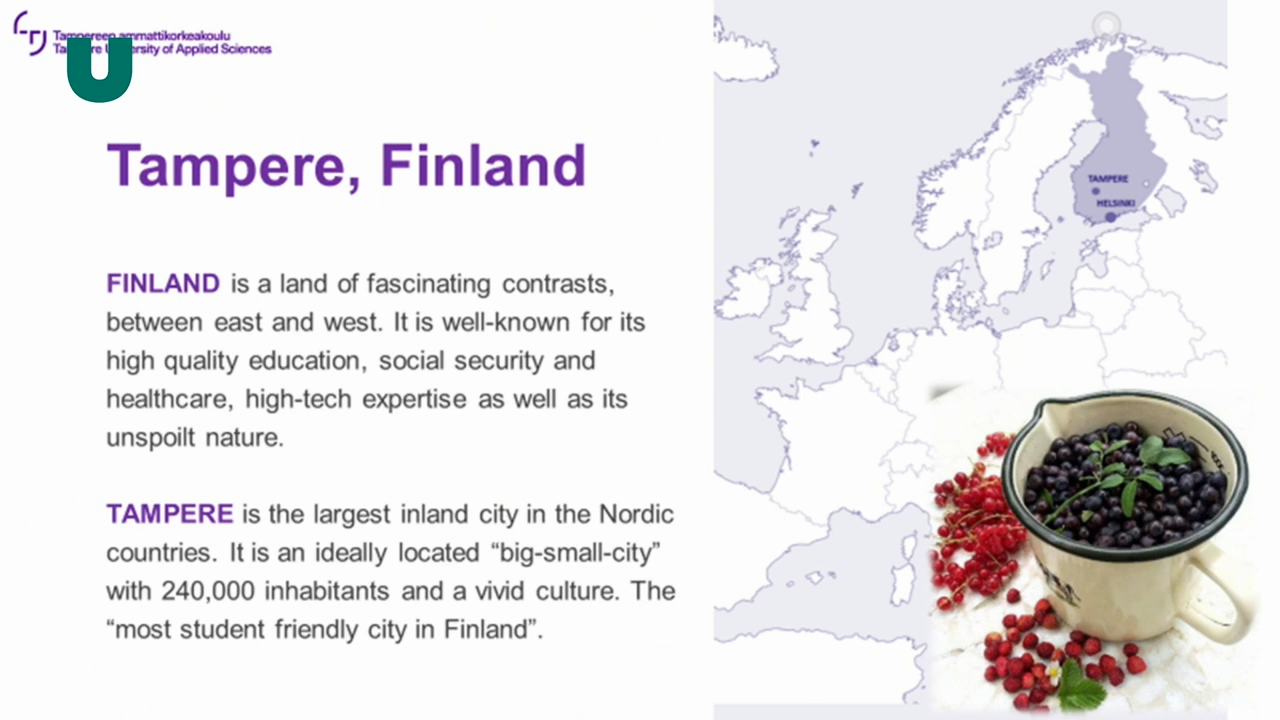 Tampereen ammattikorkeakoulu
Tampere University of Applied Sciences
U
Tampere, Finland
FINLAND is a land of fascinating contrasts,
between east and west. It is well-known for its
high quality education, social security and
healthcare, high-tech expertise as well as its
unspoilt nature.
TAMPERE is the largest inland city in the Nordic
countries. It is an ideally located “big-small-city”
with 240,000 inhabitants and a vivid culture. The
“most student friendly city in Finland”.
TAMPERE
HELSINKI